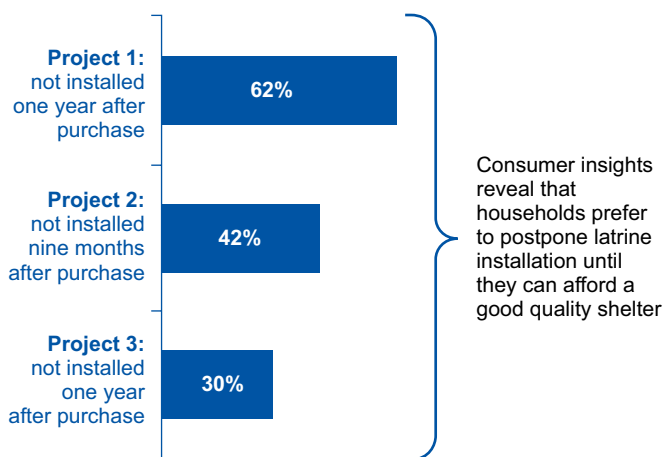 Project 1:
not installed
one year after
purchase
62%
Project 2:
not installed
nine months
after purchase
42%
Project 3:
not installed
one year
after purchase
30%
Consumer insights
reveal that
households prefer
to postpone latrine
installation until
they can afford a
good quality shelter